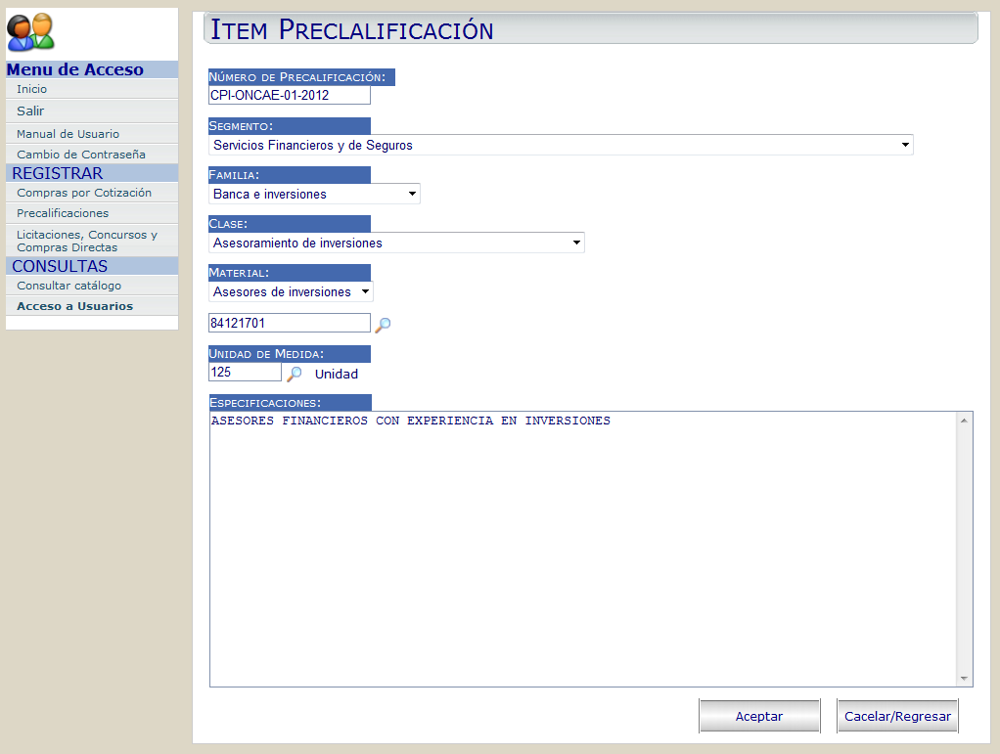 Menu de Acceso
Inicio
Salir
Manual de Usuario
Cambio de Contraseña
REGISTRAR
Compras por Cotización
Precalificaciones
Licitaciones, Concursos y
Compras Directas
CONSULTAS
Consultar catálogo
Acceso a Usuarios
ITEM PRECLALIFICACIÓN
NÚMERO DE PRECALIFICACIÓN:
CPI-ONCAE-01-2012
SEGMENTO:
Servicios Financieros y de Seguros
FAMILIA:
Banca e inversiones
CLASE:
Asesoramiento de inversiones
MATERIAL:
Asesores de inversiones
84121701
UNIDAD DE MEDIDA:
125 Unidad
ESPECIFICACIONES:
ASESORES FINANCIEROS CON EXPERIENCIA EN INVERSIONES
Aceptar Cacelar/Regresar